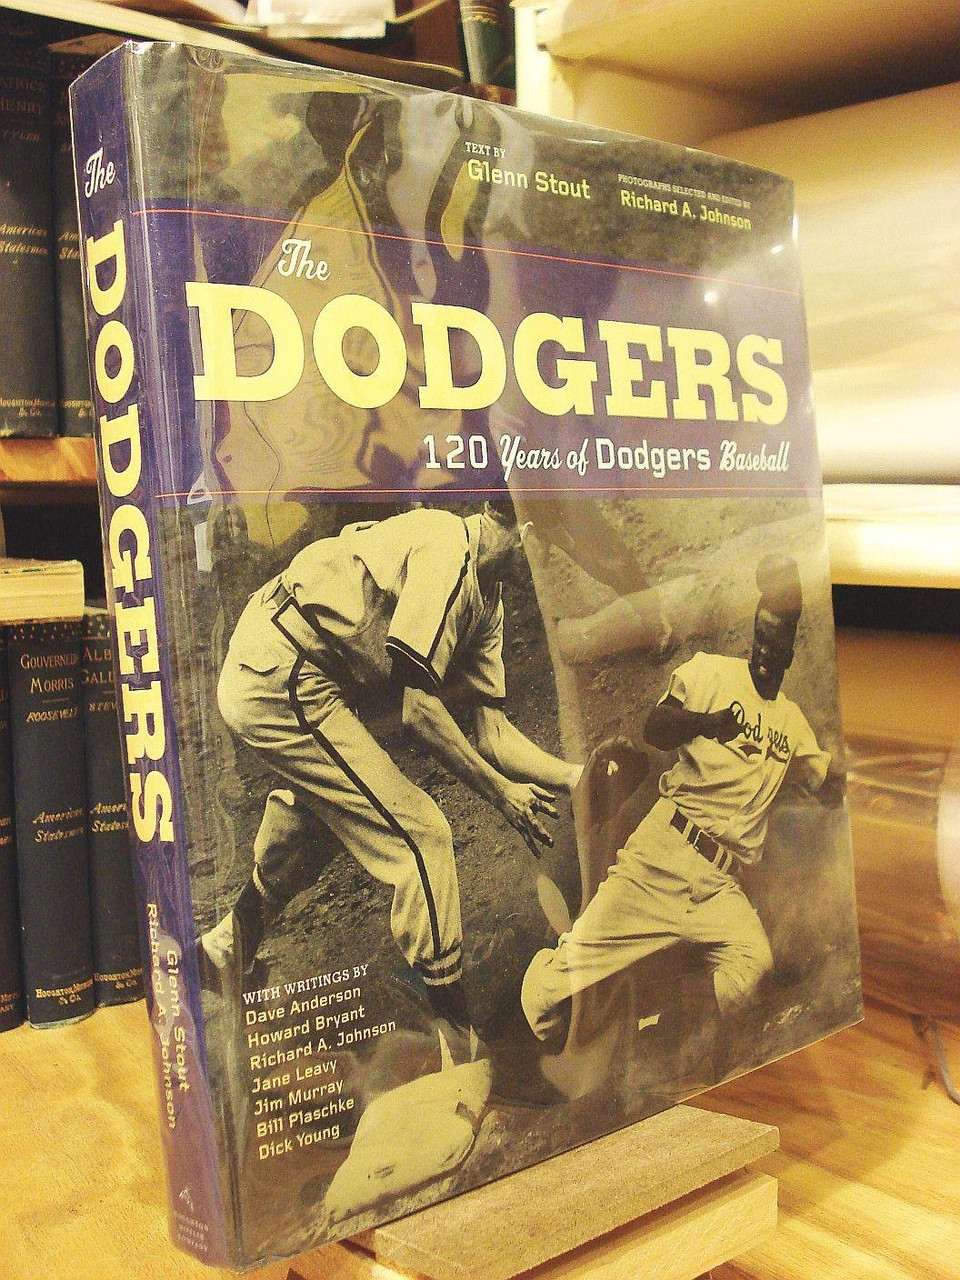 TEXT BY
Glenn Stout
PHOTOGRAPHS SELECTED AND EDITED BY
Richard A. Johnson
The
DODGERS
120 Years of Dodgers Baseball
Dodgers
WITH WRITINGS BY
Dave Anderson
Howard Bryant
Richard A. Johnson
Jane Leavy
Jim Murray
Bill Plaschke
Dick Young
The DODGERS
Glenn Stout
Richard A. Johnson
HENRY
TYLER
American
Statesmen
GOUVERNEUR
MORRIS
ROOSEVELT
American
Statesmen